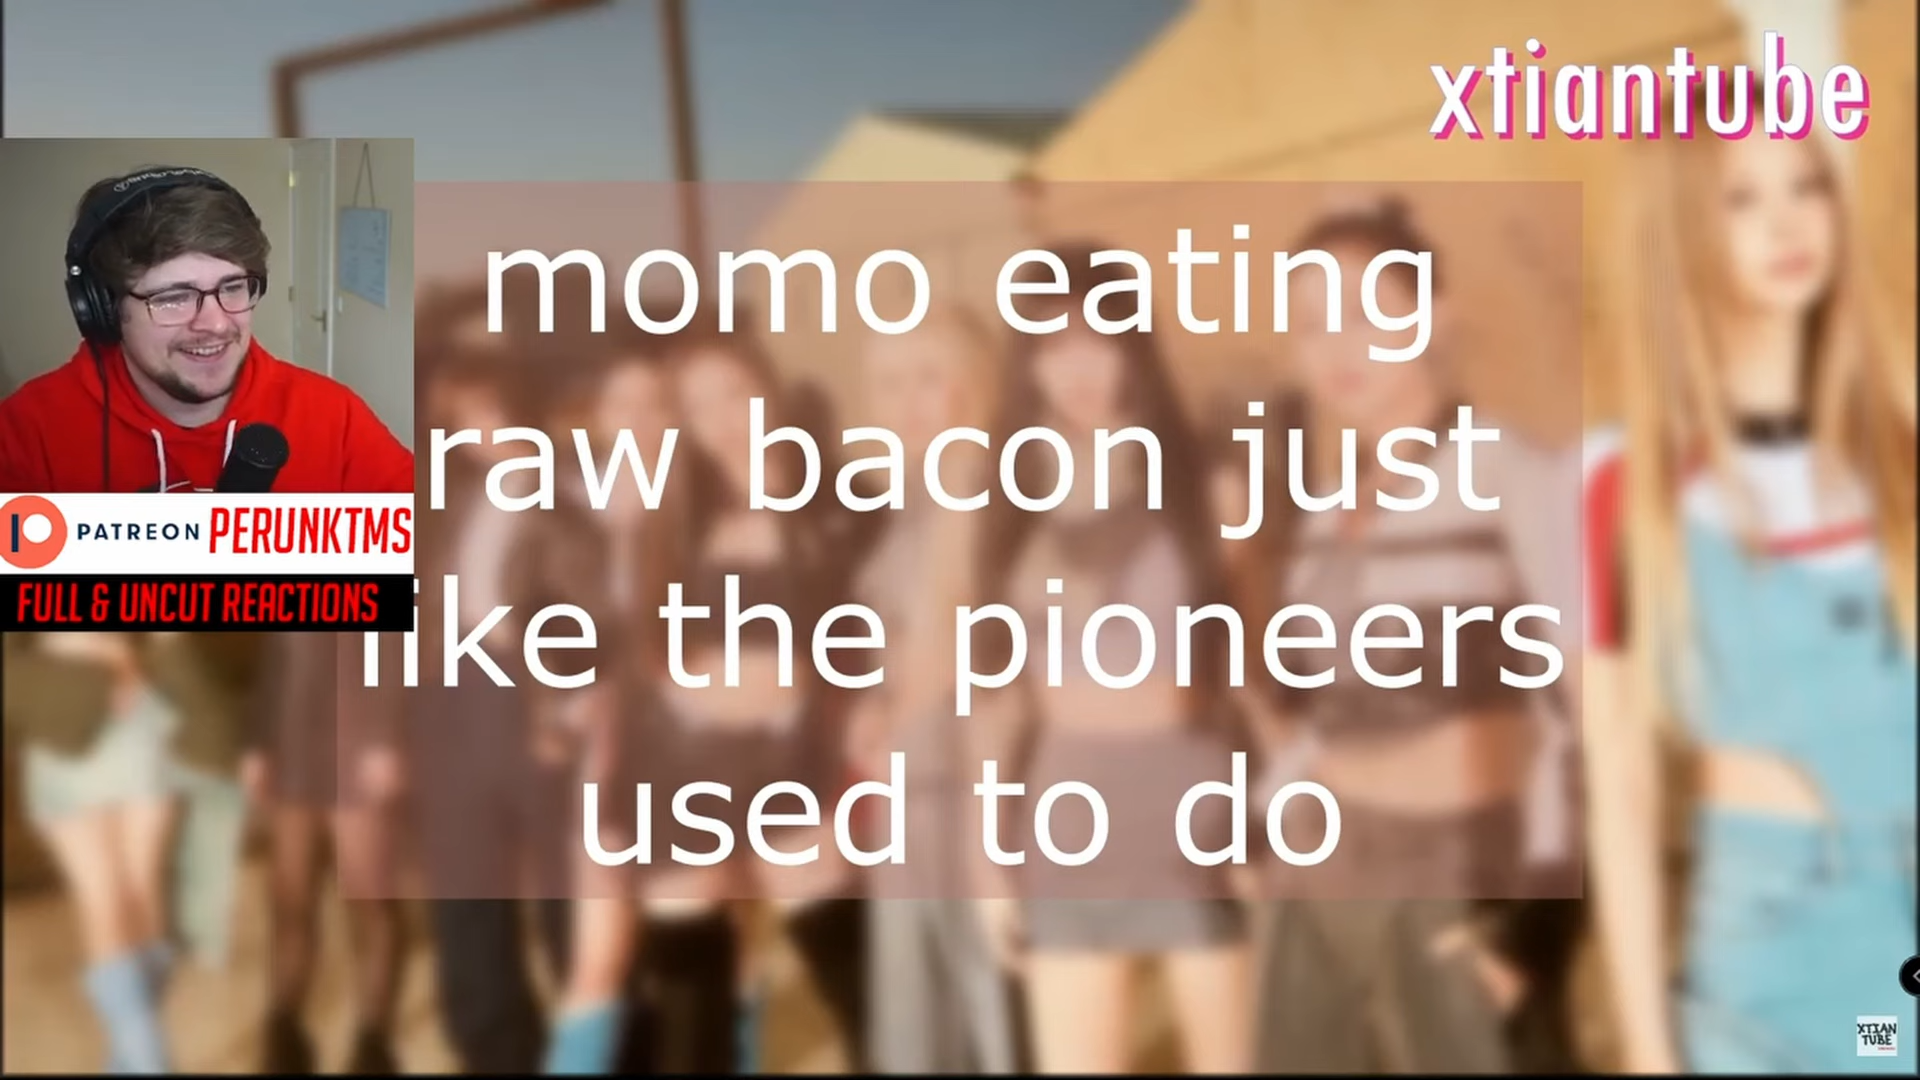 xtiantube
momo eating
raw bacon just
like the pioneers
used to do
PATREON PERUNKTMS
FULL & UNCUT REACTIONS
XTIAN
TUBE